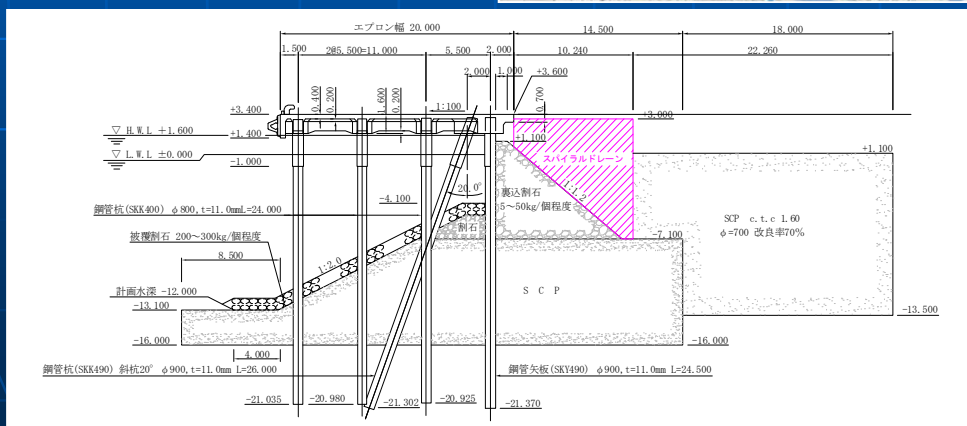 エプロン幅 20.000
14.500
18.000
1.500
2@5.500=11.000
5.500
2.000
10.240
22.260
2.000
1.000
+3.600
0.400
0.200
1.600
0.200
1:100
0.700
+3.400
+3.000
▽ H.W.L +1.600
+1.400
+1.100
▽ L.W.L ±0.000
-1.000
スパイラルドレーン
+1.100
20.0°
1:1.2
裏込割石
5～50kg/個程度
-4.100
鋼管杭(SKK400) φ800,t=11.0mmL=24.000
割石
SCP c.t.c 1.60
φ=700 改良率70%
被覆割石 200～300kg/個程度
-7.100
1:2.0
8.500
S C P
計画水深 -12.000
-13.100
-13.500
-16.000
-16.000
4.000
鋼管杭(SKK490) 斜杭20° φ900,t=11.0mm L=26.000
鋼管矢板(SKY490) φ900,t=11.0mm L=24.500
-21.035
-20.980
-21.302
-20.925
-21.370